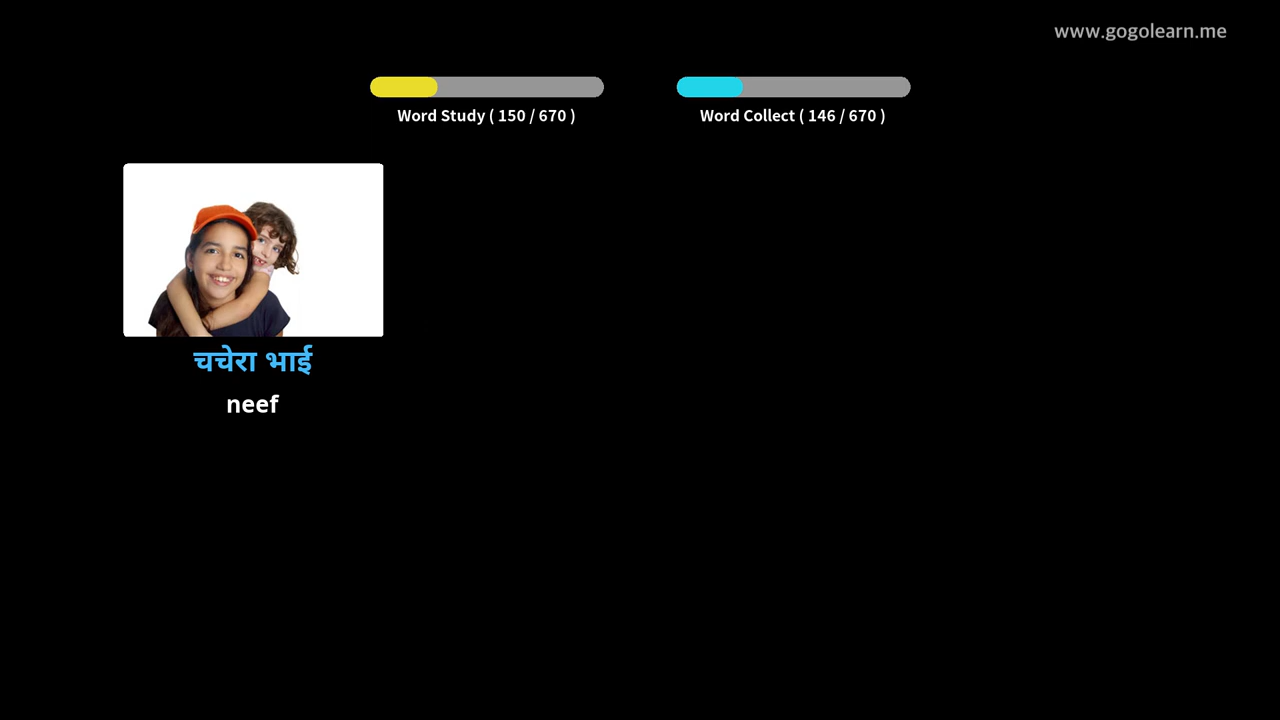 www.gogolearn.me
Word Study ( 150 / 670 )
Word Collect ( 146 / 670 )
चचेरा भाई
neef